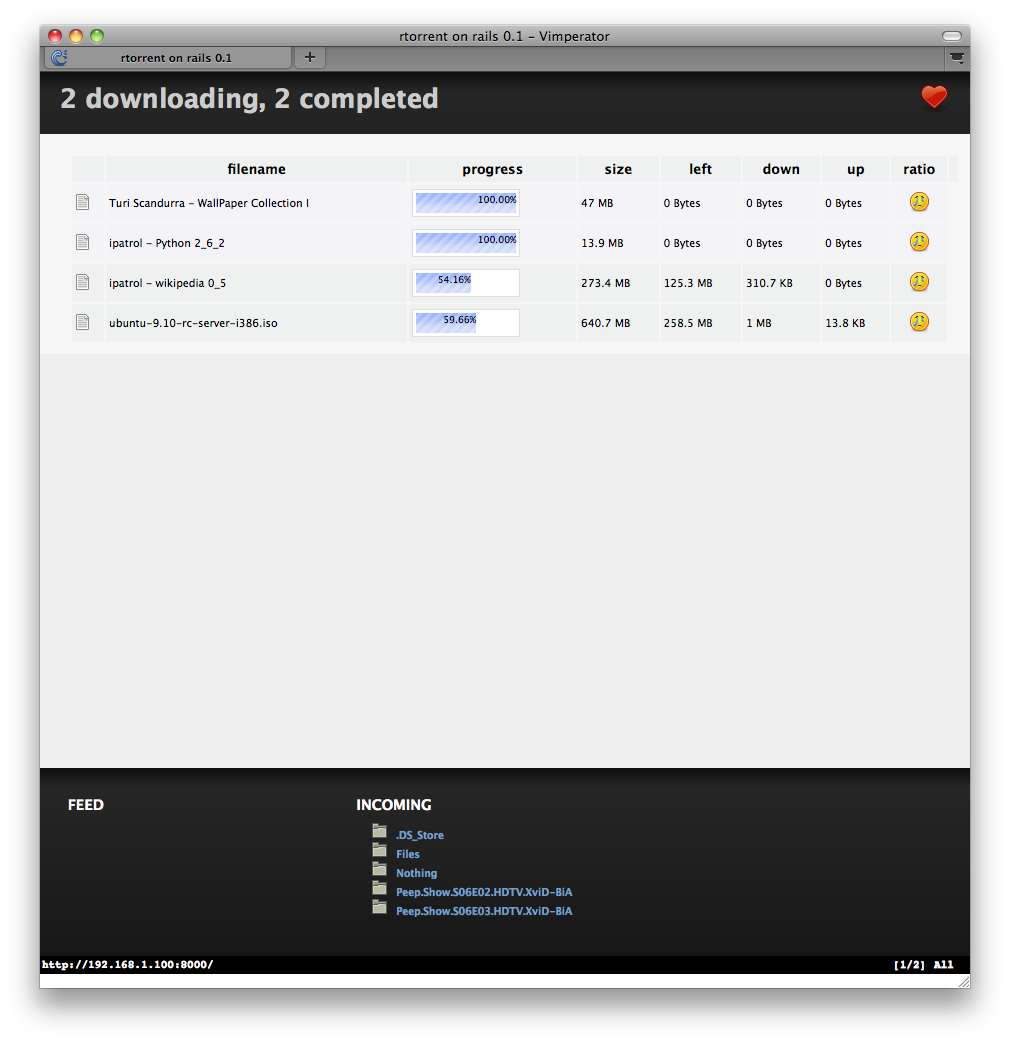 rtorrent on rails 0.1 – Vimperator
rtorrent on rails 0.1 +
2 downloading, 2 completed
filename progress size left down up ratio
Turi Scandurra – WallPaper Collection I 100.00% 47 MB 0 Bytes 0 Bytes 0 Bytes
ipatrol – Python 2_6_2 100.00% 13.9 MB 0 Bytes 0 Bytes 0 Bytes
ipatrol – wikipedia 0_5 54.16% 273.4 MB 125.3 MB 310.7 KB 0 Bytes
ubuntu-9.10-rc-server-i386.iso 59.66% 640.7 MB 258.5 MB 1 MB 13.8 KB
FEED INCOMING
.DS_Store
Files
Nothing
Peep.Show.S06E02.HDTV.XviD-BiA
Peep.Show.S06E03.HDTV.XviD-BiA
http://192.168.1.100:8000/ [1/2] All